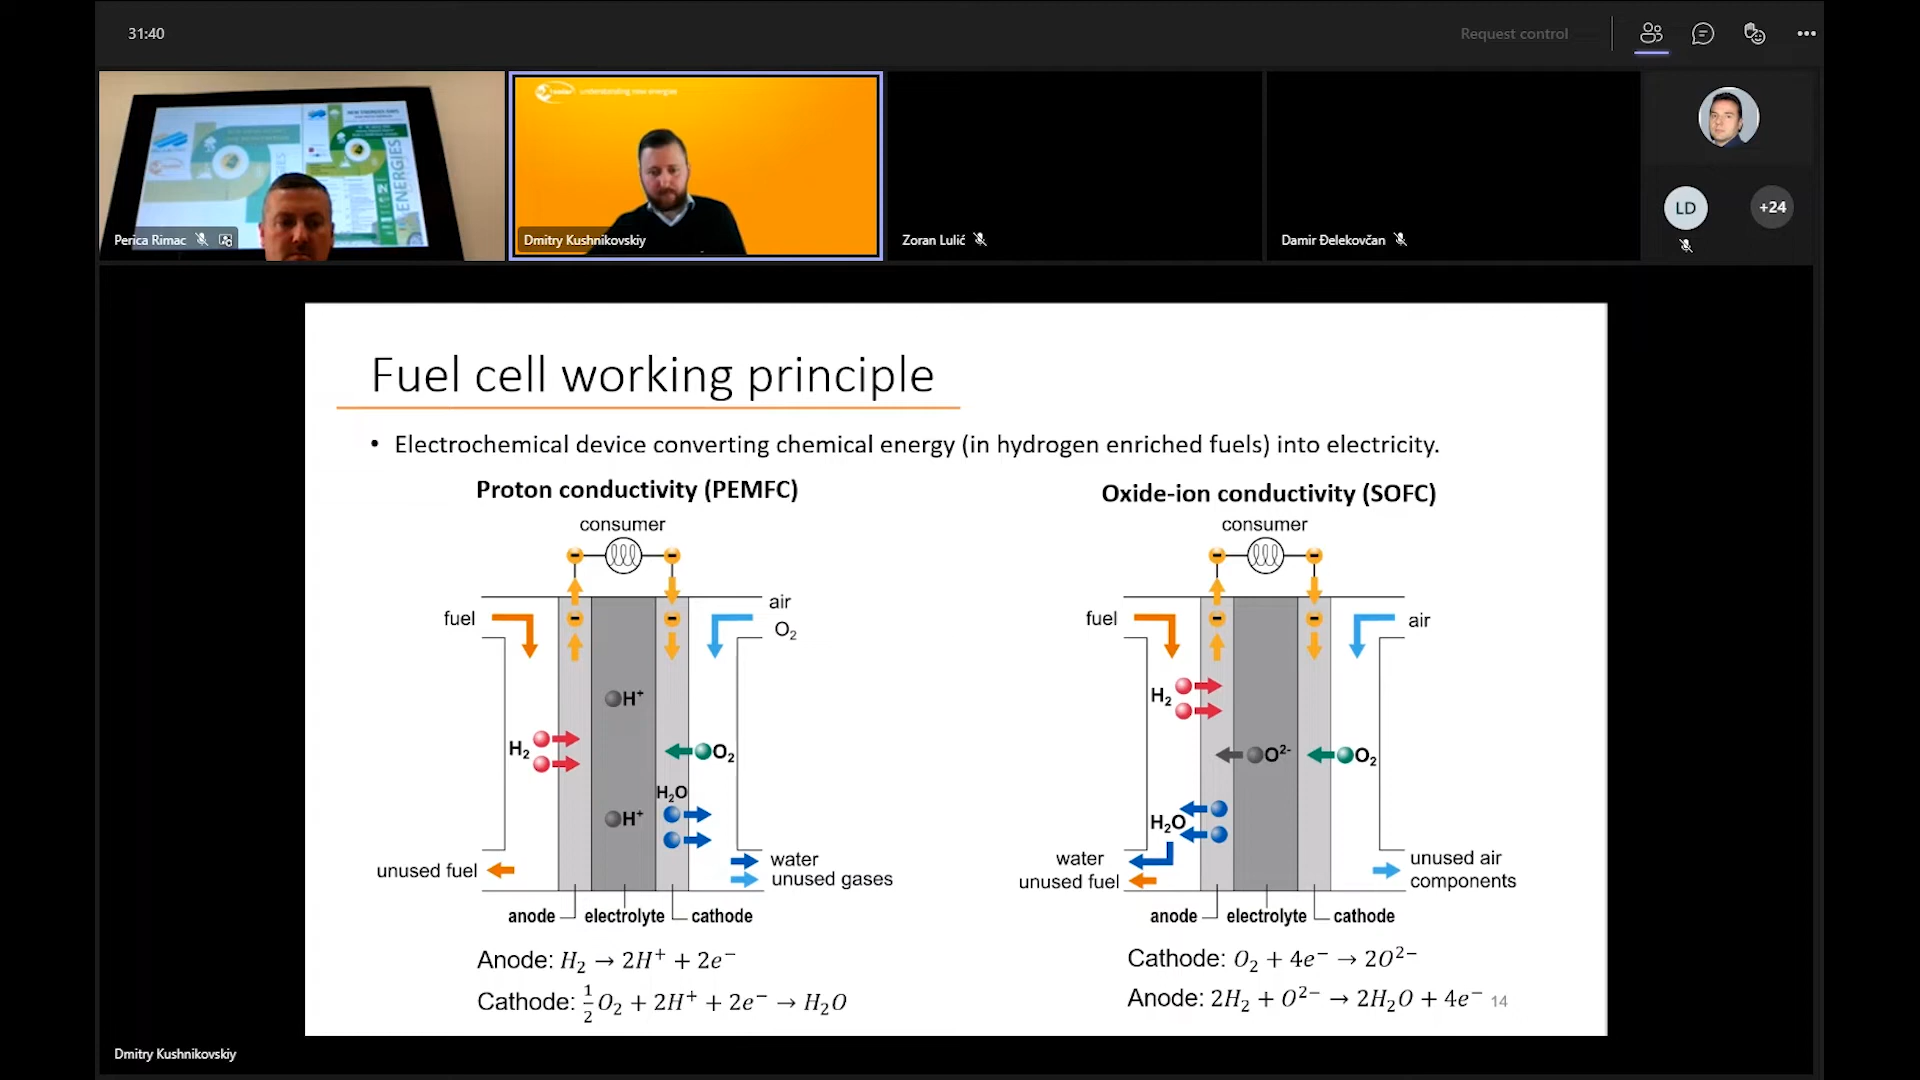 31:40
Request control
understanding new energies
ENERGIES
Perica Rimac
Dmitry Kushnikovskiy
Zoran Lulić
Damir Đelekovčan
LD
+24
Fuel cell working principle
• Electrochemical device converting chemical energy (in hydrogen enriched fuels) into electricity.
Proton conductivity (PEMFC)
consumer
fuel
air
O₂
H⁺
H₂
O₂
H₂O
H⁺
water
unused fuel
unused gases
anode electrolyte cathode
Anode: H₂ → 2H⁺ + 2e⁻
Cathode: ½O₂ + 2H⁺ + 2e⁻ → H₂O
Oxide-ion conductivity (SOFC)
consumer
fuel
air
H₂
O²⁻
O₂
H₂O
water
unused fuel
unused air
components
anode electrolyte cathode
Cathode: O₂ + 4e⁻ → 2O²⁻
Anode: 2H₂ + O²⁻ → 2H₂O + 4e⁻
14
Dmitry Kushnikovskiy